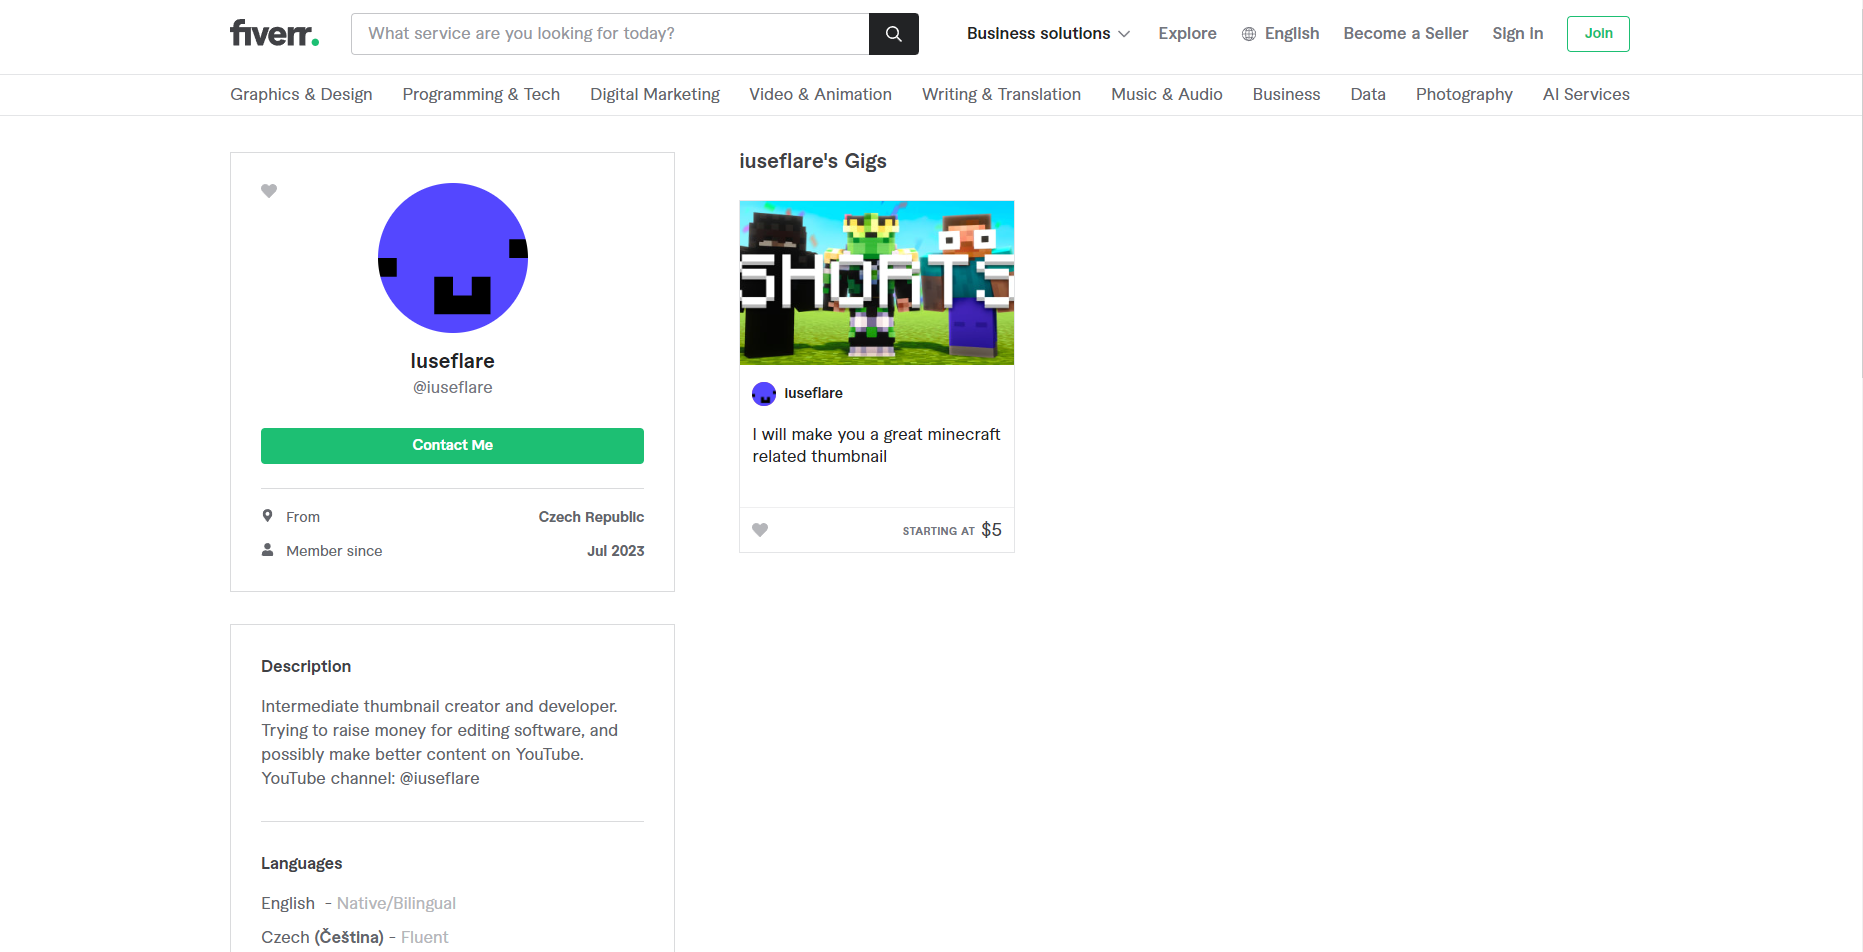 fiverr.
What service are you looking for today?
Business solutions
Explore
English
Become a Seller
Sign In
Join
Graphics & Design
Programming & Tech
Digital Marketing
Video & Animation
Writing & Translation
Music & Audio
Business
Data
Photography
AI Services
Iuseflare
@iuseflare
Contact Me
From Czech Republic
Member since Jul 2023
Description
Intermediate thumbnail creator and developer.
Trying to raise money for editing software, and
possibly make better content on YouTube.
YouTube channel: @iuseflare
Languages
English - Native/Bilingual
Czech (Čeština) - Fluent
iuseflare's Gigs
SHORTS
Iuseflare
I will make you a great minecraft
related thumbnail
STARTING AT $5